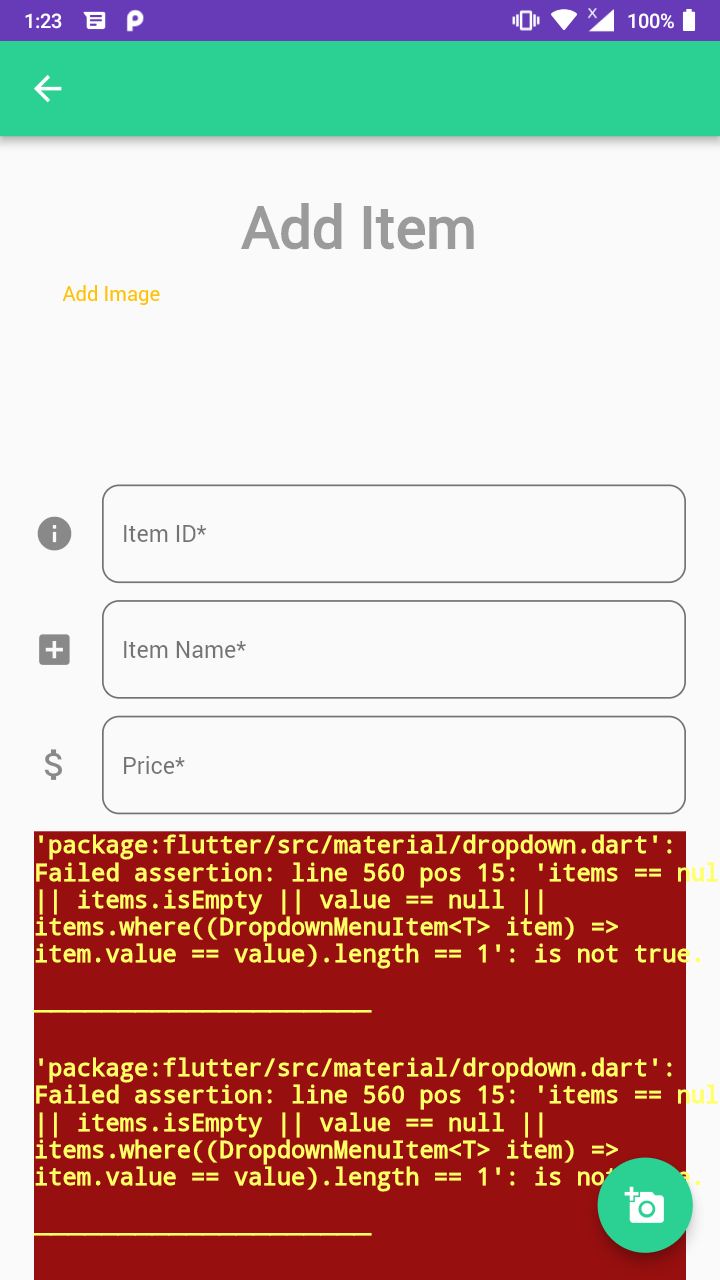 1:23
100%
Add Item
Add Image
Item ID*
Item Name*
$
Price*
'package:flutter/src/material/dropdown.dart':
Failed assertion: line 560 pos 15: 'items == nul
|| items.isEmpty || value == null ||
items.where((DropdownMenuItem<T> item) =>
item.value == value).length == 1': is not true.
'package:flutter/src/material/dropdown.dart':
Failed assertion: line 560 pos 15: 'items == nul
|| items.isEmpty || value == null ||
items.where((DropdownMenuItem<T> item) =>
item.value == value).length == 1': is